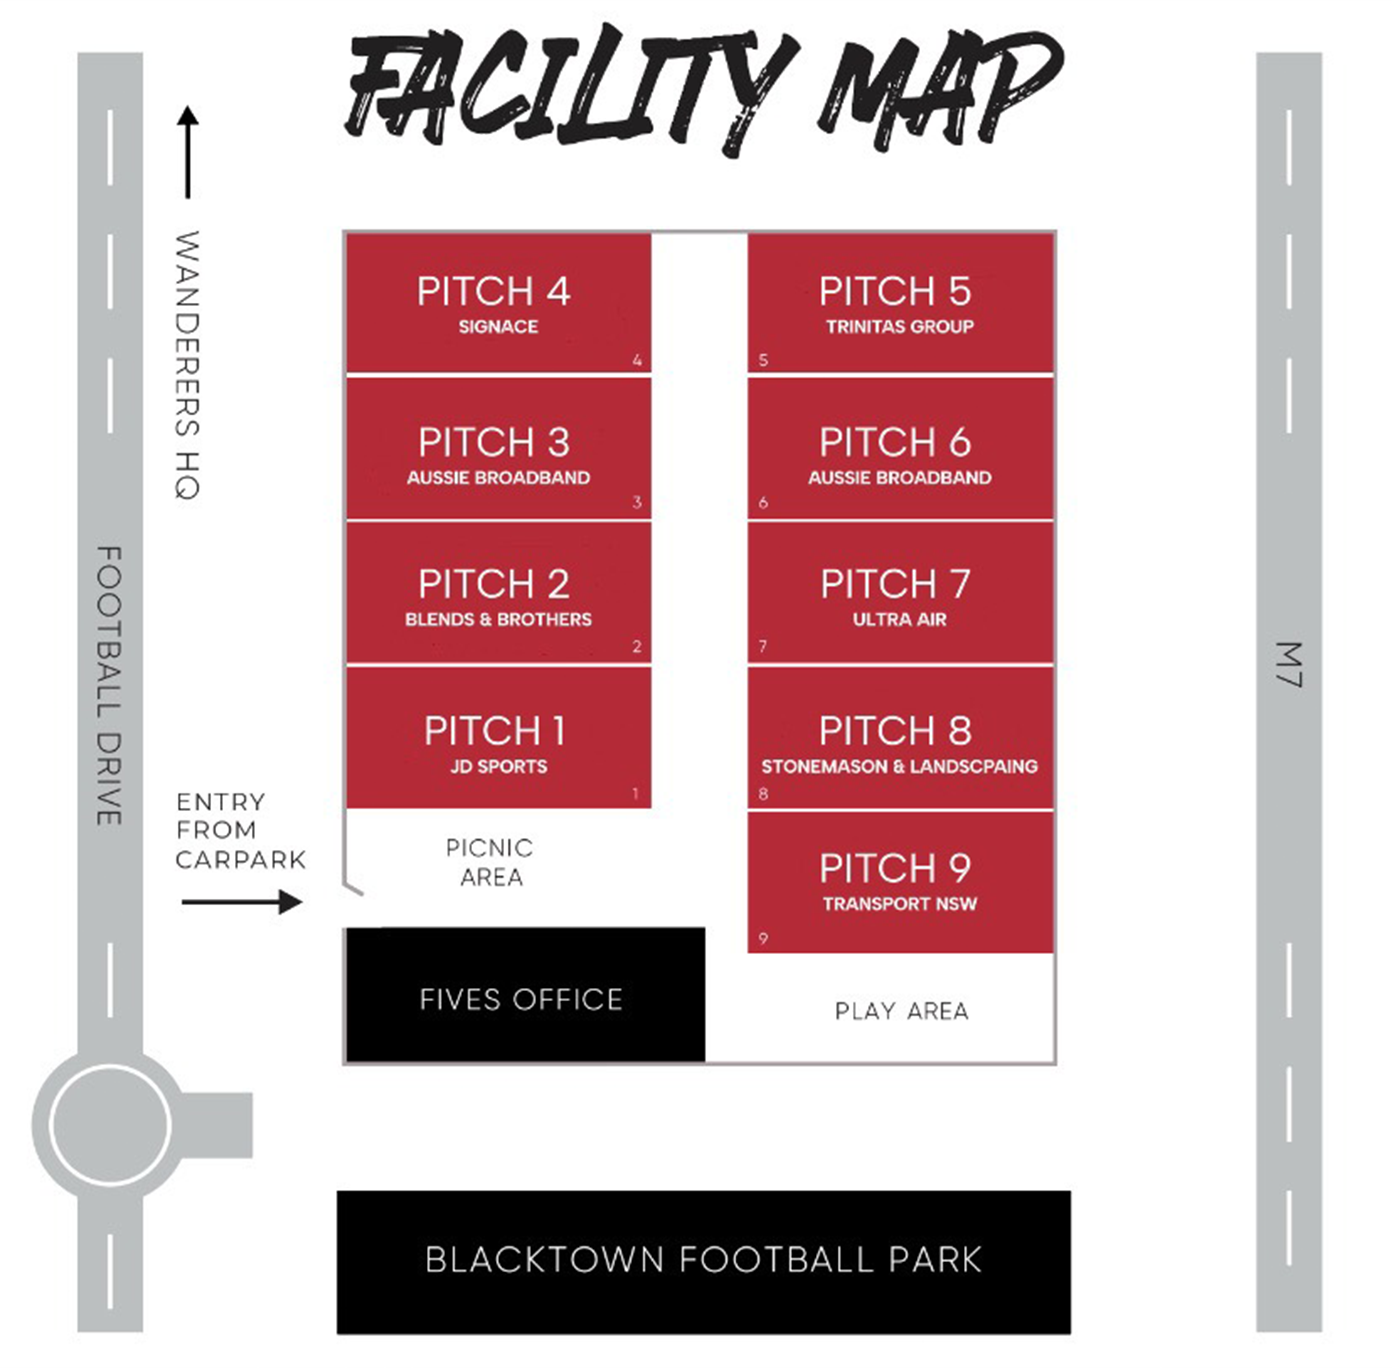 FACILITY MAP
WANDERERS HQ
FOOTBALL DRIVE
ENTRY
FROM
CARPARK
PITCH 4
SIGNACE
4
PITCH 5
TRINITAS GROUP
5
PITCH 3
AUSSIE BROADBAND
3
PITCH 6
AUSSIE BROADBAND
6
PITCH 2
BLENDS & BROTHERS
2
PITCH 7
ULTRA AIR
7
PITCH 1
JD SPORTS
1
PITCH 8
STONEMASON & LANDSCPAING
8
PICNIC
AREA
PITCH 9
TRANSPORT NSW
9
FIVES OFFICE
PLAY AREA
M7
BLACKTOWN FOOTBALL PARK